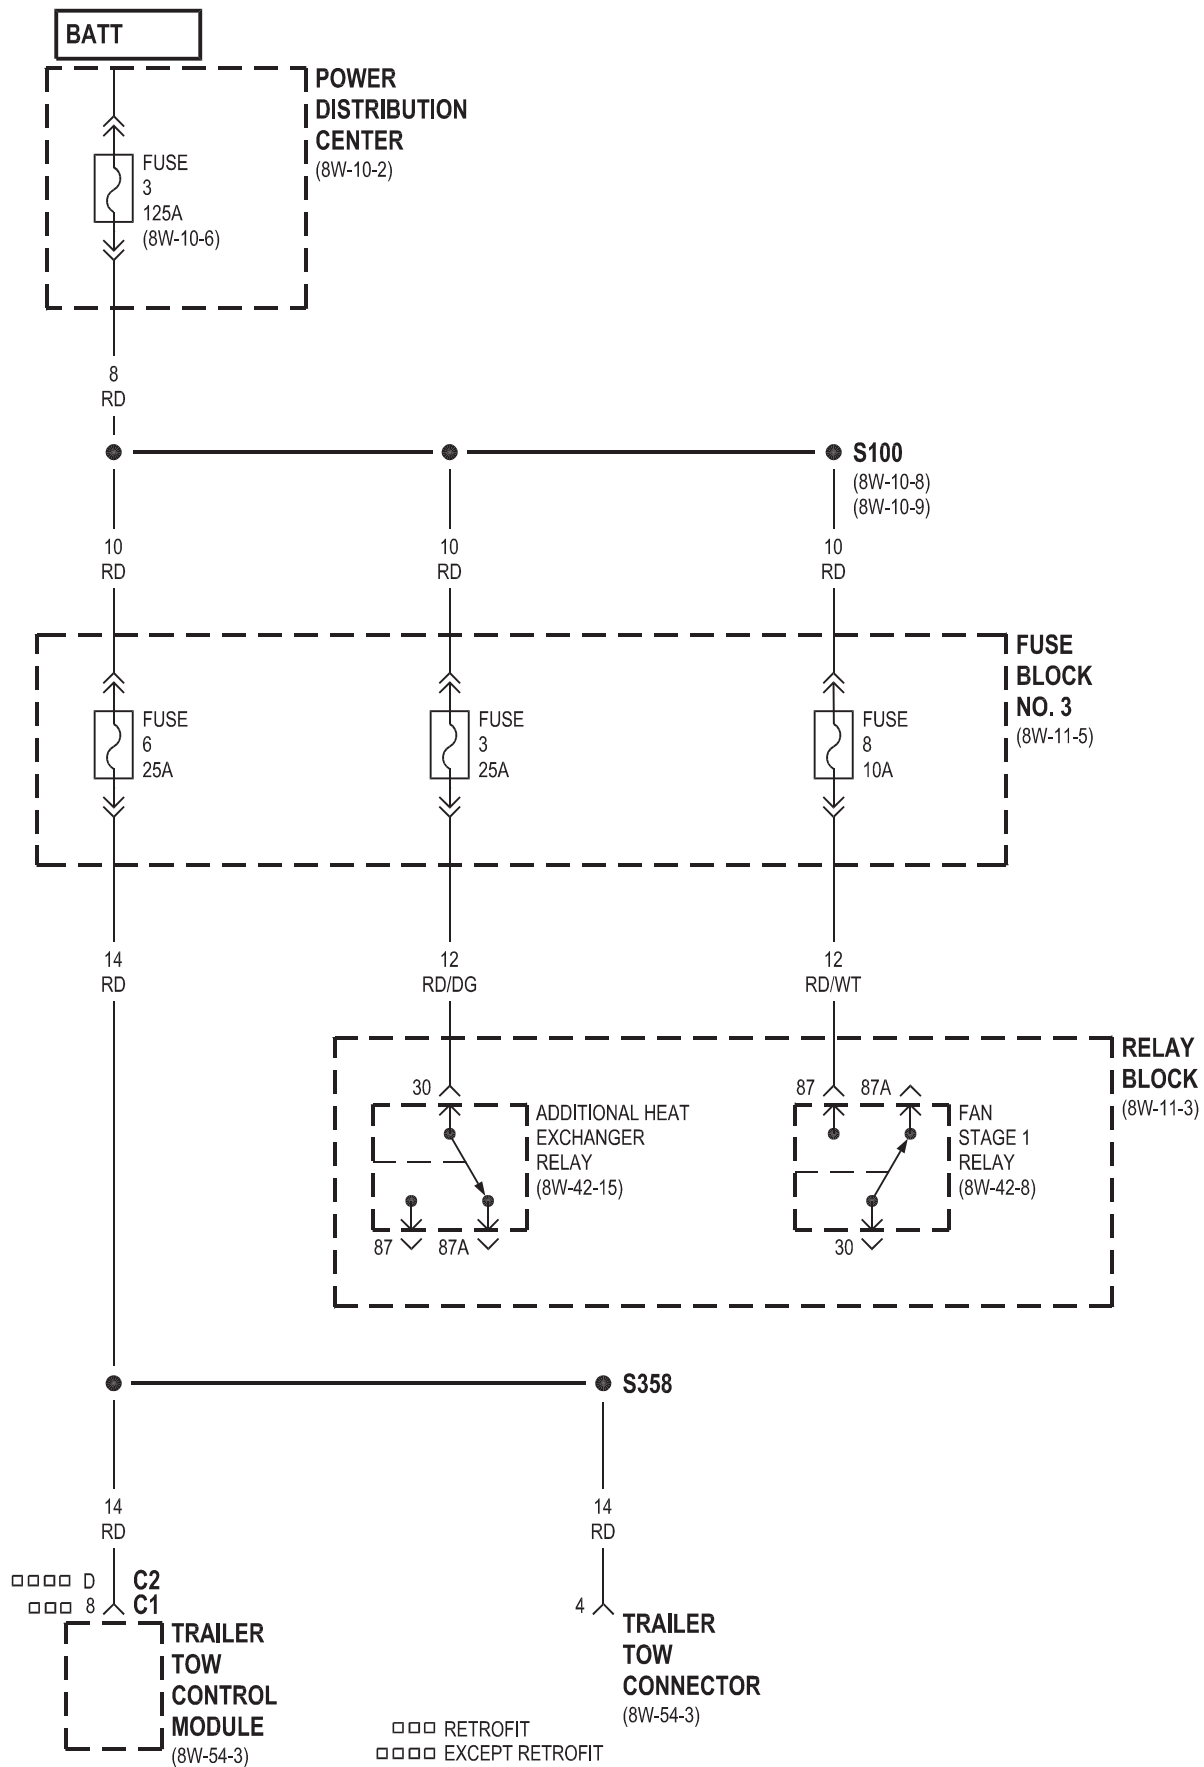 BATT
POWER
DISTRIBUTION
CENTER
(8W-10-2)
FUSE
3
125A
(8W-10-6)
8
RD
S100
(8W-10-8)
(8W-10-9)
10
RD
10
RD
10
RD
FUSE
BLOCK
NO. 3
(8W-11-5)
FUSE
6
25A
FUSE
3
25A
FUSE
8
10A
14
RD
12
RD/DG
12
RD/WT
RELAY
BLOCK
(8W-11-3)
30
ADDITIONAL HEAT
EXCHANGER
RELAY
(8W-42-15)
87
87A
87
87A
FAN
STAGE 1
RELAY
(8W-42-8)
30
S358
14
RD
14
RD
D C2
8 C1
TRAILER
TOW
CONTROL
MODULE
(8W-54-3)
4
TRAILER
TOW
CONNECTOR
(8W-54-3)
□□□ RETROFIT
□□□□ EXCEPT RETROFIT